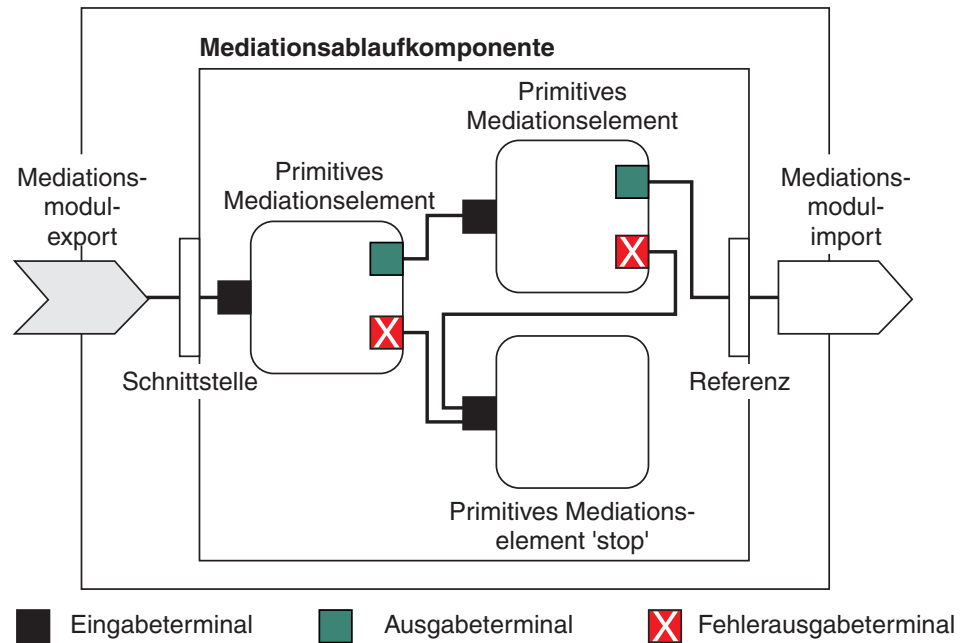 Mediationsablaufkomponente
Primitives
Mediationselement
Mediations-
modul-
export
Primitives
Mediationselement
Mediations-
modul-
import
Schnittstelle
Referenz
Primitives Mediations-
element 'stop'
Eingabeterminal
Ausgabeterminal
X Fehlerausgabeterminal